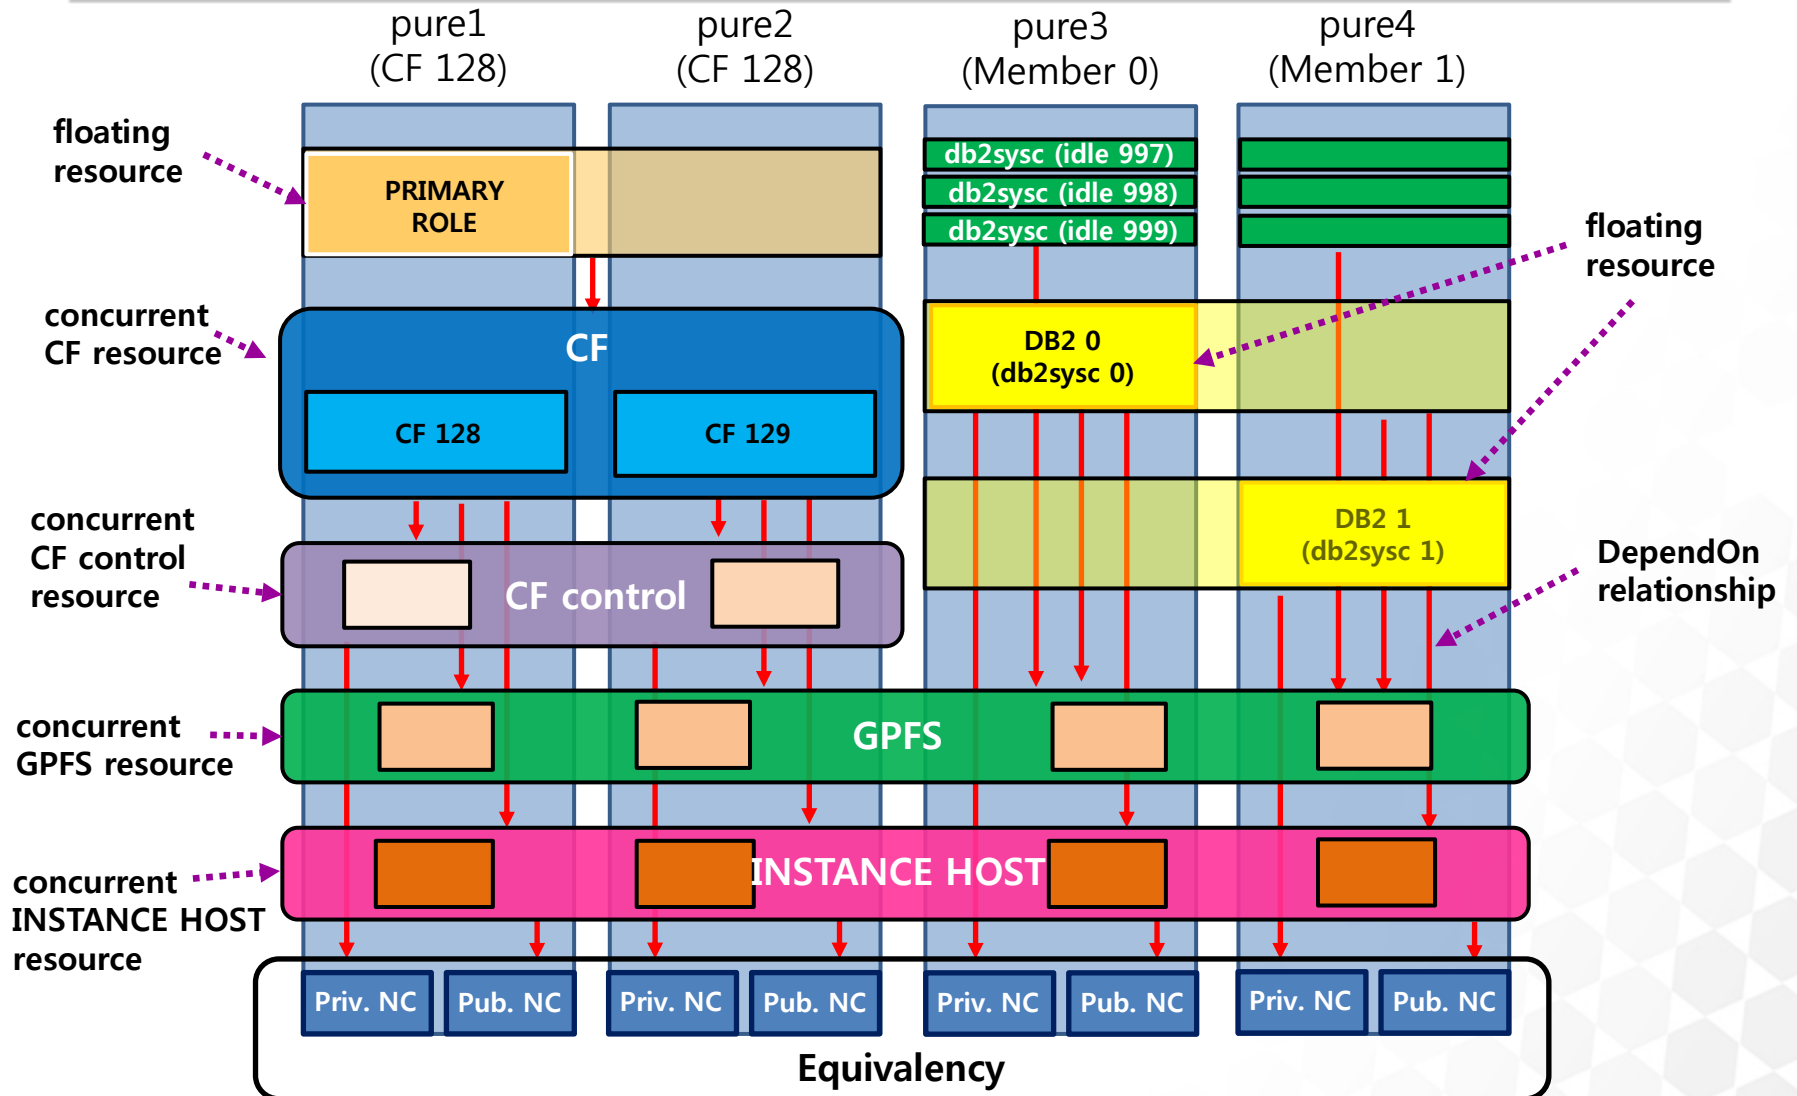 pure1
(CF 128)
pure2
(CF 128)
pure3
(Member 0)
pure4
(Member 1)
floating
resource
PRIMARY
ROLE
db2sysc (idle 997)
db2sysc (idle 998)
db2sysc (idle 999)
floating
resource
concurrent
CF resource
CF
CF 128
CF 129
DB2 0
(db2sysc 0)
DB2 1
(db2sysc 1)
concurrent
CF control
resource
CF control
DependOn
relationship
concurrent
GPFS resource
GPFS
concurrent
INSTANCE HOST
resource
INSTANCE HOST
Priv. NC
Pub. NC
Priv. NC
Pub. NC
Priv. NC
Pub. NC
Priv. NC
Pub. NC
Equivalency